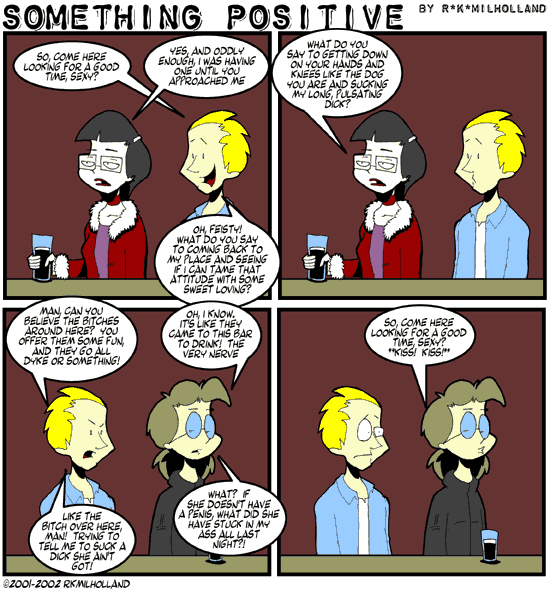 SOMETHING POSITIVE BY R*K*MILHOLLAND
SO, COME HERE
LOOKING FOR A GOOD
TIME, SEXY?
YES, AND ODDLY
ENOUGH, I WAS HAVING
ONE UNTIL YOU
APPROACHED ME
OH, FEISTY!
WHAT DO YOU SAY
TO COMING BACK TO
MY PLACE AND SEEING
IF I CAN TAME THAT
ATTITUDE WITH SOME
SWEET LOVING?
WHAT DO YOU
SAY TO GETTING DOWN
ON YOUR HANDS AND
KNEES LIKE THE DOG
YOU ARE AND SUCKING
MY LONG, PULSATING
DICK?
MAN, CAN YOU
BELIEVE THE BITCHES
AROUND HERE? YOU
OFFER THEM SOME FUN,
AND THEY GO ALL
DYKE OR SOMETHING!
OH, I KNOW.
IT'S LIKE THEY
CAME TO THIS BAR
TO DRINK! THE
VERY NERVE
LIKE THE
BITCH OVER HERE,
MAN! TRYING TO
TELL ME TO SUCK A
DICK SHE AIN'T
GOT!
WHAT? IF
SHE DOESN'T HAVE
A PENIS, WHAT DID SHE
HAVE STUCK IN MY
ASS ALL LAST
NIGHT?!
SO, COME HERE
LOOKING FOR A GOOD
TIME, SEXY?
*KISS! KISS!*
©2001-2002 RKMILHOLLAND